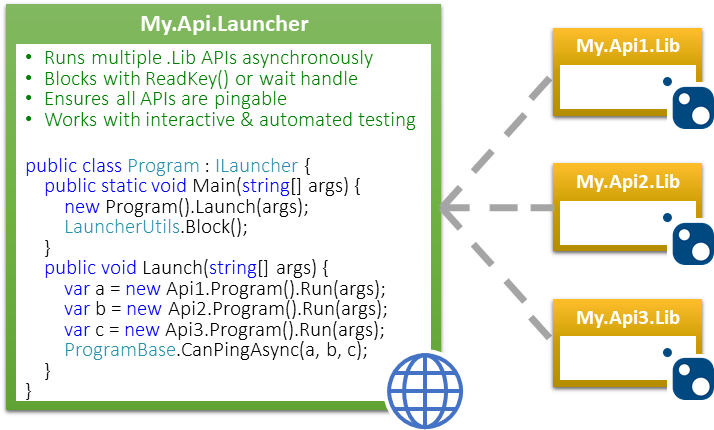 My.Api.Launcher
• Runs multiple .Lib APIs asynchronously
• Blocks with ReadKey() or wait handle
• Ensures all APIs are pingable
• Works with interactive & automated testing
public class Program : ILauncher {
public static void Main(string[] args) {
new Program().Launch(args);
LauncherUtils.Block();
}
public void Launch(string[] args) {
var a = new Api1.Program().Run(args);
var b = new Api2.Program().Run(args);
var c = new Api3.Program().Run(args);
ProgramBase.CanPingAsync(a, b, c);
}
}
My.Api1.Lib
My.Api2.Lib
My.Api3.Lib